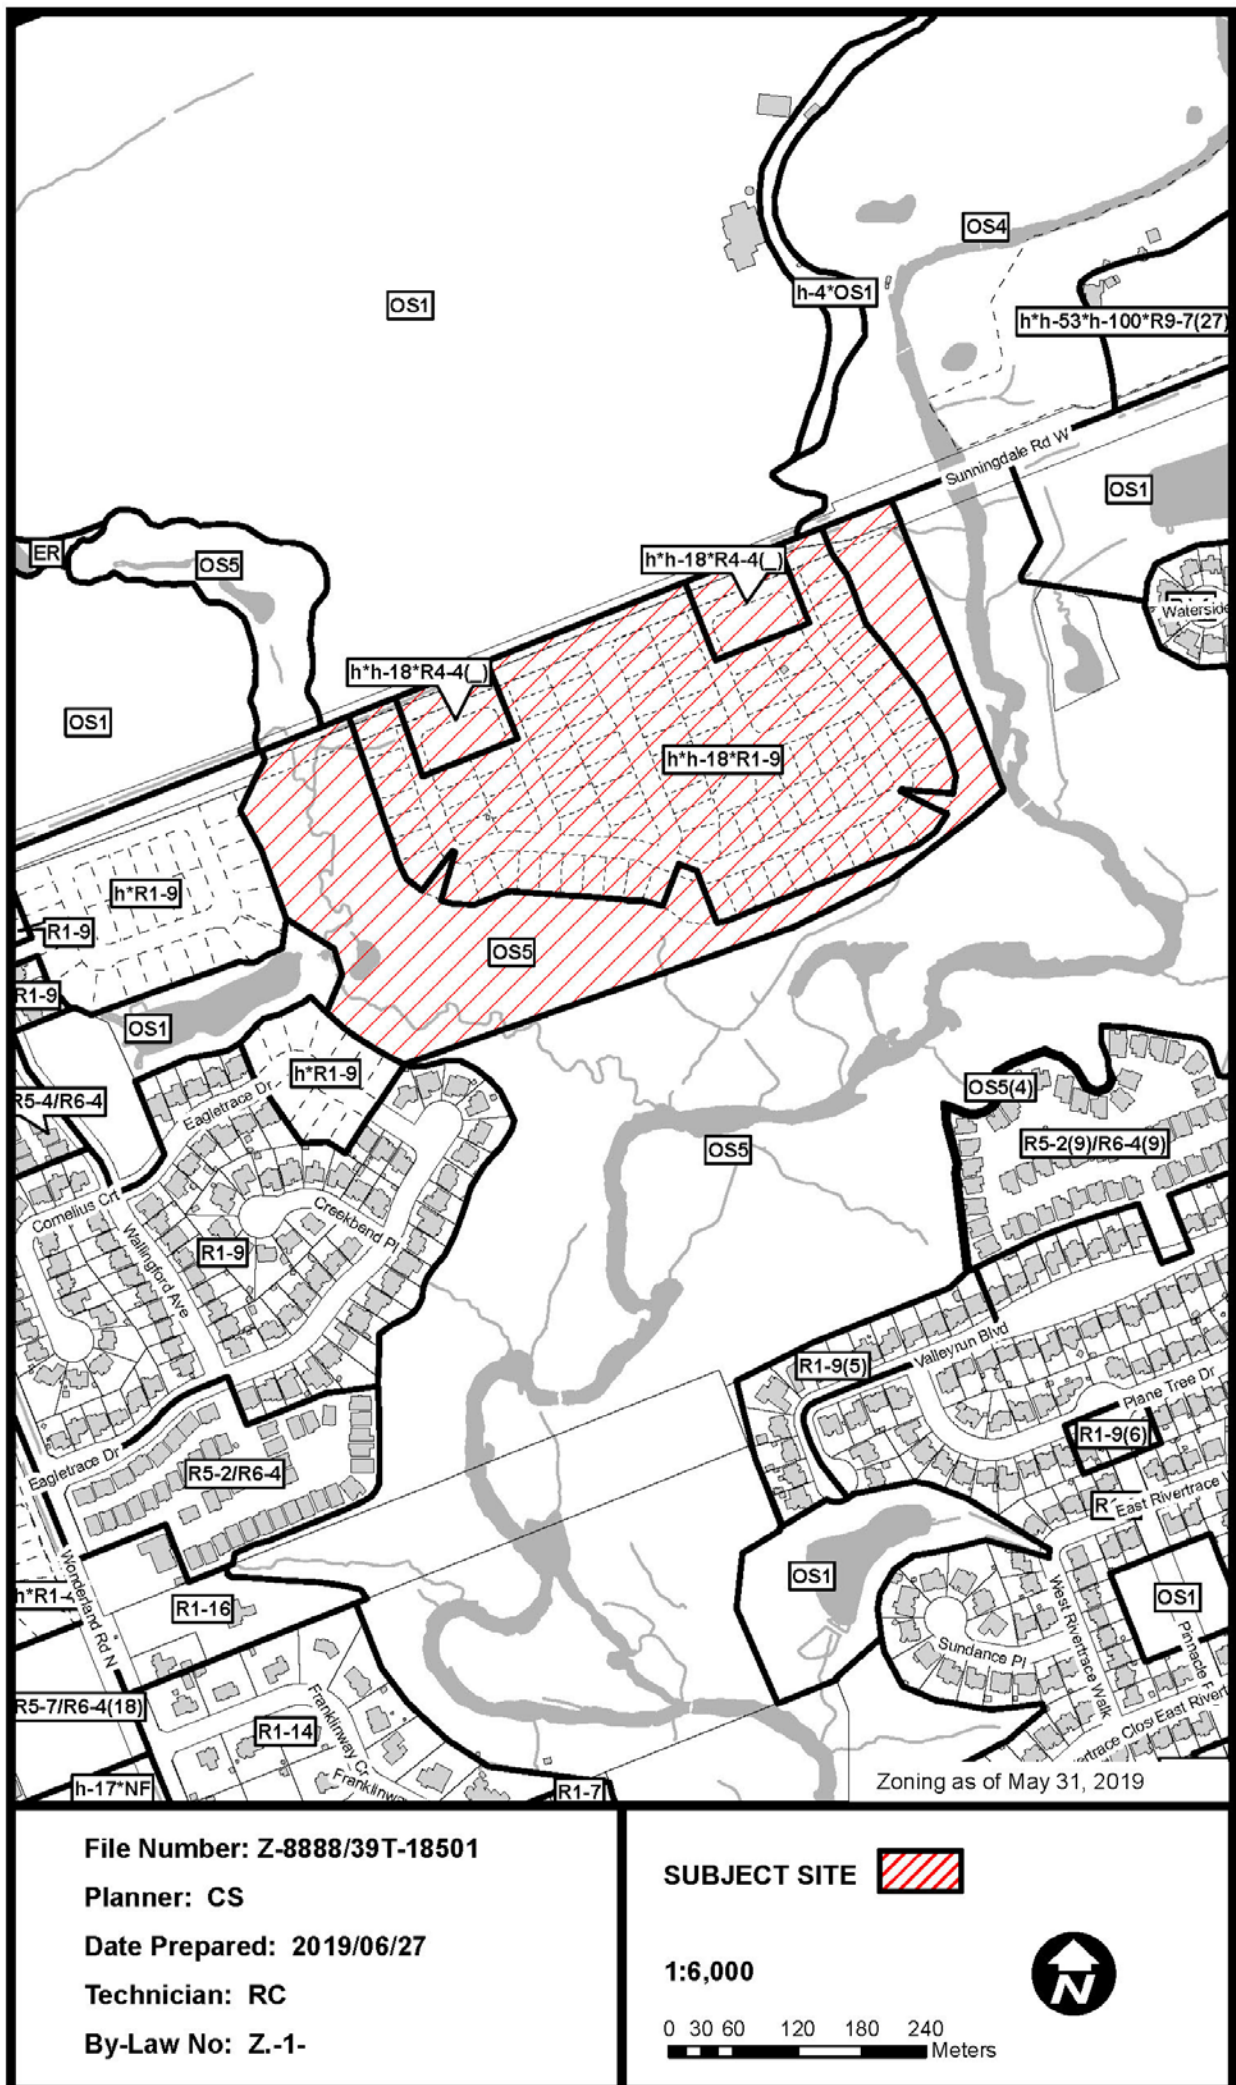 OS1
OS4
h-4*OS1
h*h-53*h-100*R9-7(27)
Sunningdale Rd W
OS1
ER
OS5
h*h-18*R4-4(_)
Waterside
h*h-18*R4-4(_)
OS1
h*h-18*R1-9
h*R1-9
R1-9
OS5
R1-9
OS1
h*R1-9
OS5(4)
R5-4/R6-4
Eagletrace Dr
OS5
R5-2(9)/R6-4(9)
Cornelius Crt
Creekbend Pl
Wallingford Ave
R1-9
Valleyrun Blvd
R1-9(5)
Plane Tree Dr
R1-9(6)
Eagletrace Dr
R5-2/R6-4
East Rivertrace
Wonderland Rd N
OS1
h*R1-
R1-16
West Rivertrace Walk
OS1
Sundance Pl
Pinnacle
R5-7/R6-4(18)
R1-14
Franklinway
East Rivert
ertrace Clos
h-17*NF
Franklinwa
R1-7
Zoning as of May 31, 2019
File Number: Z-8888/39T-18501
Planner: CS
Date Prepared: 2019/06/27
Technician: RC
By-Law No: Z.-1-
SUBJECT SITE
1:6,000
N
0 30 60 120 180 240
Meters